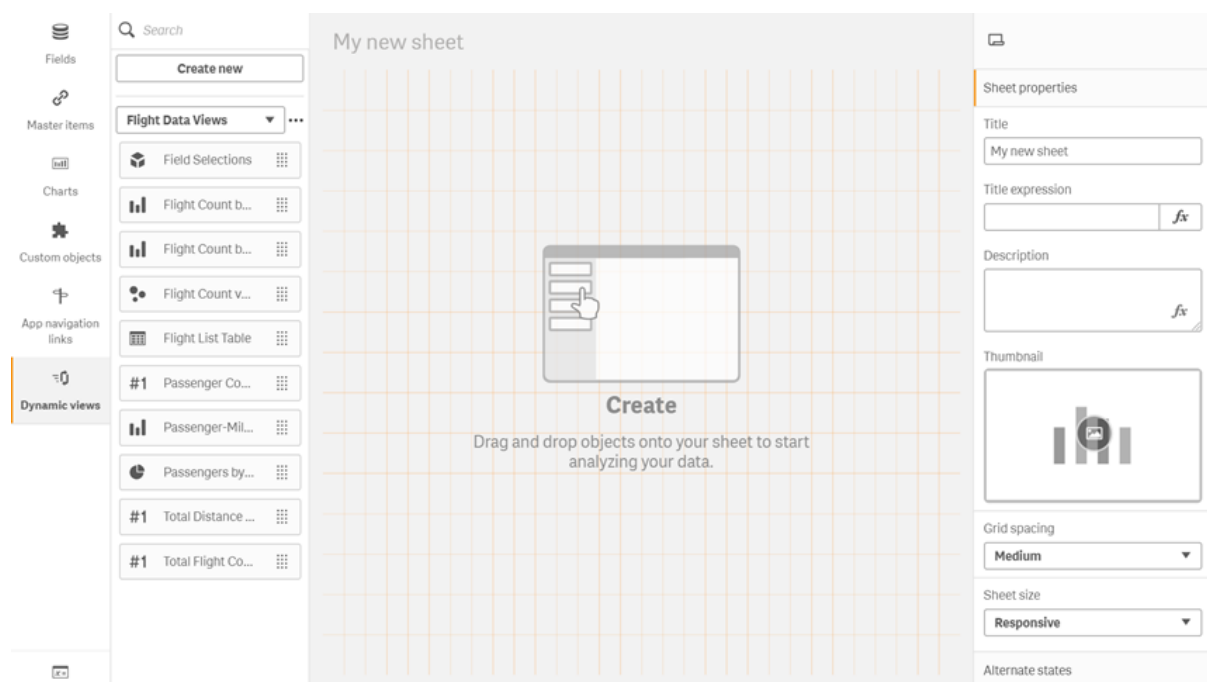 Fields
Master items
Charts
Custom objects
App navigation
links
Dynamic views
Search
Create new
Flight Data Views
Field Selections
Flight Count b...
Flight Count b...
Flight Count v...
Flight List Table
#1 Passenger Co...
Passenger-Mil...
Passengers by...
#1 Total Distance ...
#1 Total Flight Co...
My new sheet
Create
Drag and drop objects onto your sheet to start
analyzing your data.
Sheet properties
Title
My new sheet
Title expression
fx
Description
fx
Thumbnail
Grid spacing
Medium
Sheet size
Responsive
Alternate states